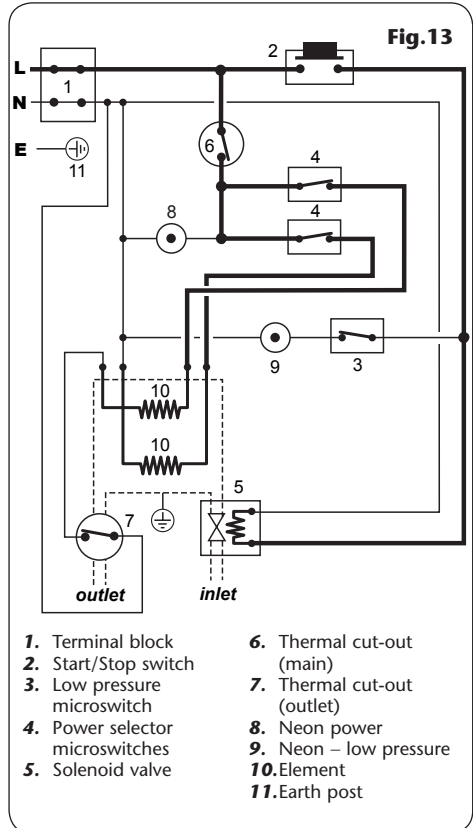 Fig.13
2
L
1
N
6
4
E
11
8
4
9
3
10
10
5
7
outlet
inlet
1. Terminal block
2. Start/Stop switch
3. Low pressure
microswitch
4. Power selector
microswitches
5. Solenoid valve
6. Thermal cut-out
(main)
7. Thermal cut-out
(outlet)
8. Neon power
9. Neon – low pressure
10.Element
11.Earth post